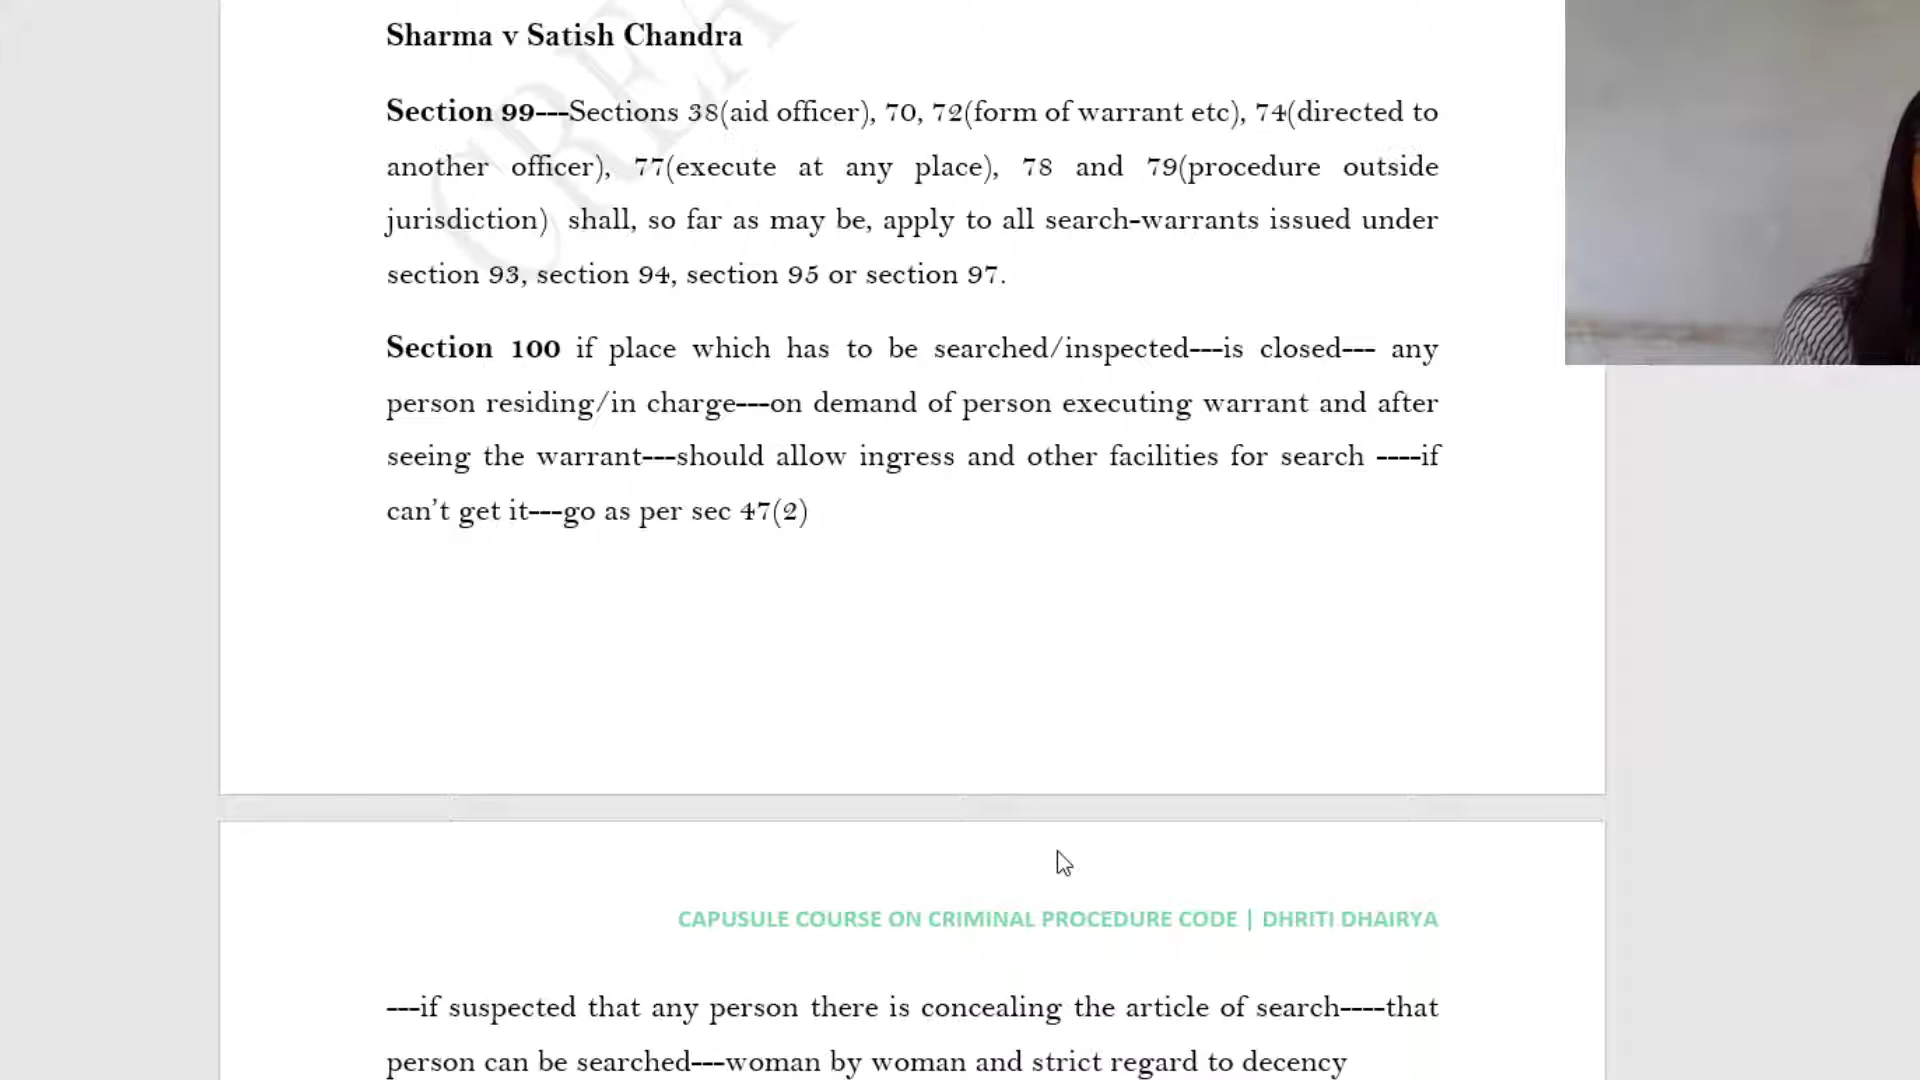 Sharma v Satish Chandra
Section 99---Sections 38(aid officer), 70, 72(form of warrant etc), 74(directed to
another officer), 77(execute at any place), 78 and 79(procedure outside
jurisdiction) shall, so far as may be, apply to all search-warrants issued under
section 93, section 94, section 95 or section 97.
Section 100 if place which has to be searched/inspected---is closed--- any
person residing/in charge---on demand of person executing warrant and after
seeing the warrant---should allow ingress and other facilities for search ----if
can't get it---go as per sec 47(2)
CAPUSULE COURSE ON CRIMINAL PROCEDURE CODE | DHRITI DHAIRYA
---if suspected that any person there is concealing the article of search----that
person can be searched---woman by woman and strict regard to decency